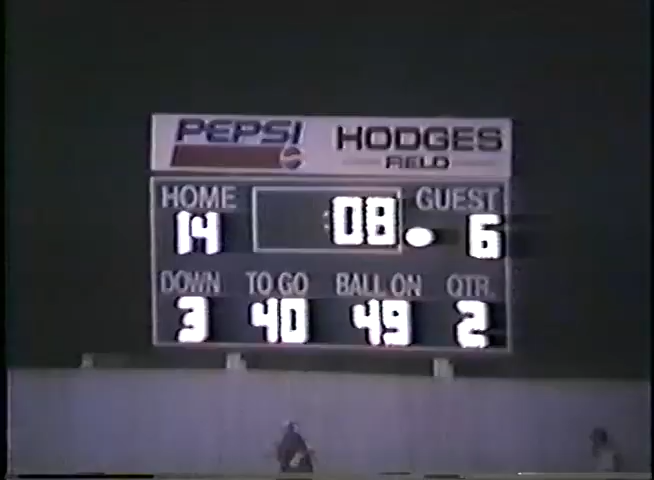 PEPSI
HODGES
FIELD
HOME
GUEST
14
:08
6
DOWN TO GO BALL ON QTR.
3 40 49 2